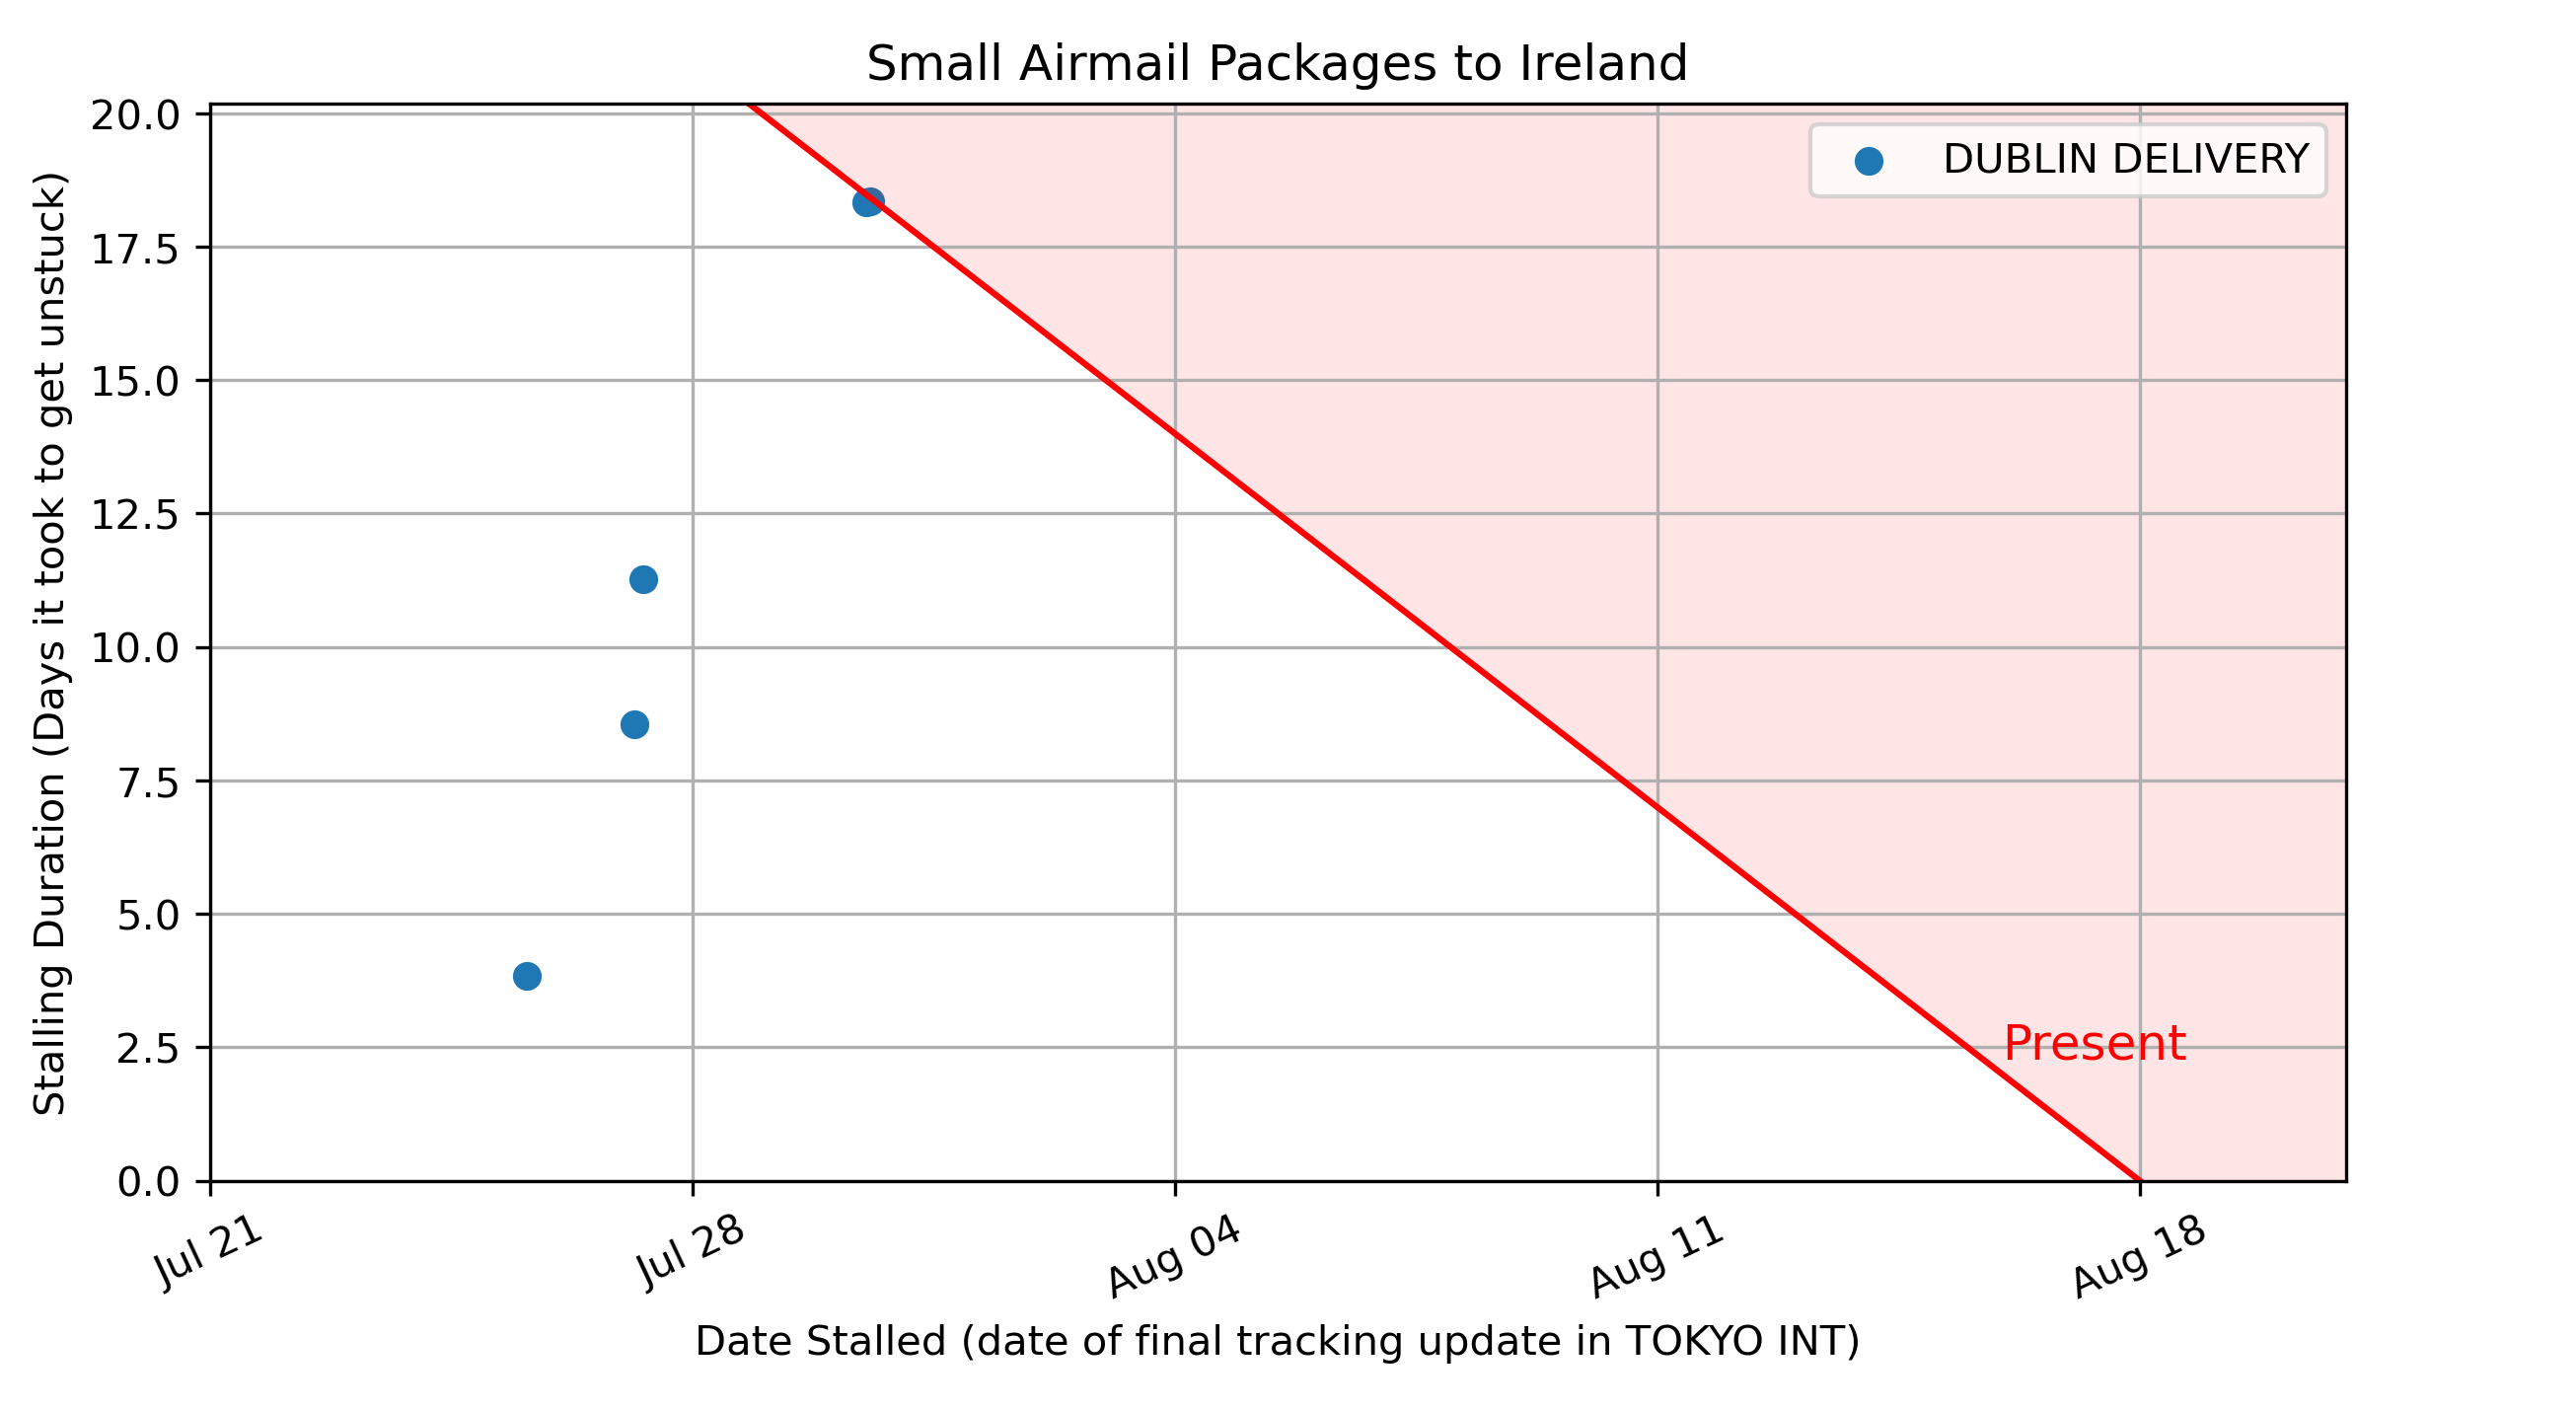 Small Airmail Packages to Ireland
DUBLIN DELIVERY
Stalling Duration (Days it took to get unstuck)
20.0
17.5
15.0
12.5
10.0
7.5
5.0
2.5
0.0
Present
Jul 21
Jul 28
Aug 04
Aug 11
Aug 18
Date Stalled (date of final tracking update in TOKYO INT)